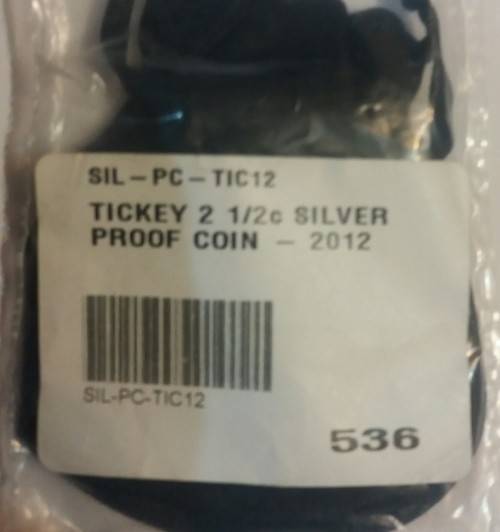 SIL-PC-TIC12
TICKEY 2 1/2c SILVER
PROOF COIN - 2012
SIL-PC-TIC12
536